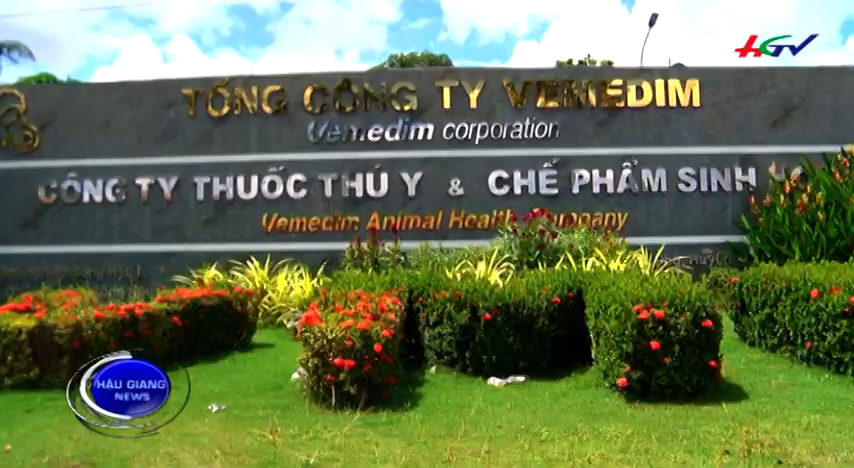 HGTV
TỔNG CÔNG TY VEMEDIM
Vemedim corporation
CÔNG TY THUỐC THÚ Y & CHẾ PHẨM SINH
Vemedim Animal Health Company
HẬU GIANG
NEWS